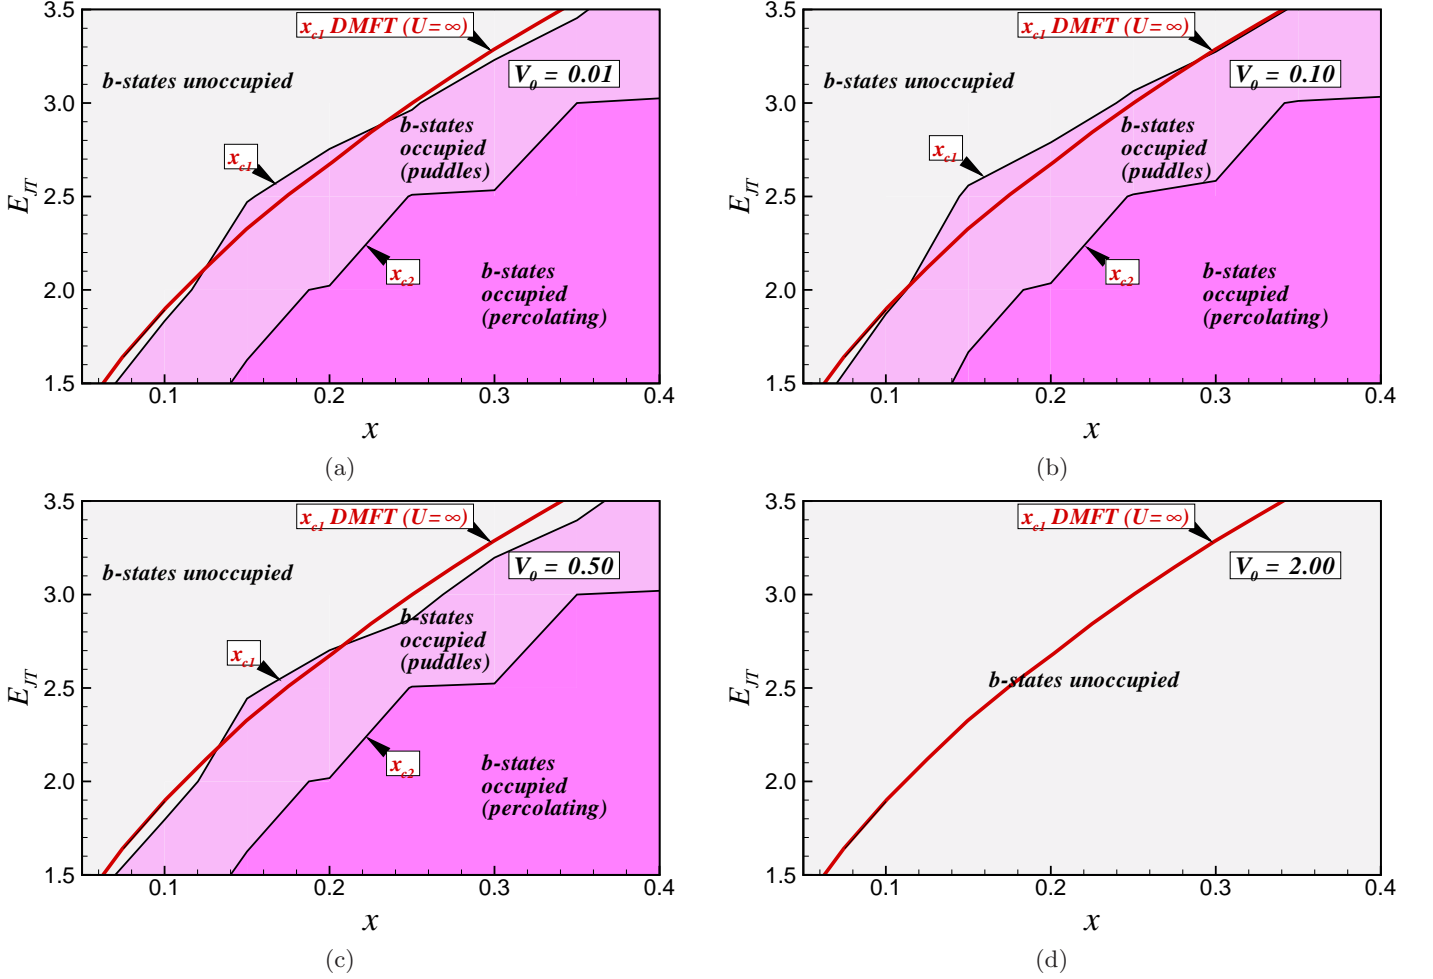 3.5
3.0
2.5
2.0
1.5
E_JT
x_c1 DMFT (U=∞)
b-states unoccupied
V_0 = 0.01
x_c1
b-states
occupied
(puddles)
x_c2
b-states
occupied
(percolating)
0.1 0.2 0.3 0.4
x
(a)
3.5
3.0
2.5
2.0
1.5
E_JT
x_c1 DMFT (U=∞)
b-states unoccupied
V_0 = 0.10
x_c1
b-states
occupied
(puddles)
x_c2
b-states
occupied
(percolating)
0.1 0.2 0.3 0.4
x
(b)
3.5
3.0
2.5
2.0
1.5
E_JT
x_c1 DMFT (U=∞)
b-states unoccupied
V_0 = 0.50
x_c1
b-states
occupied
(puddles)
x_c2
b-states
occupied
(percolating)
0.1 0.2 0.3 0.4
x
(c)
3.5
3.0
2.5
2.0
1.5
E_JT
x_c1 DMFT (U=∞)
V_0 = 2.00
b-states unoccupied
0.1 0.2 0.3 0.4
x
(d)